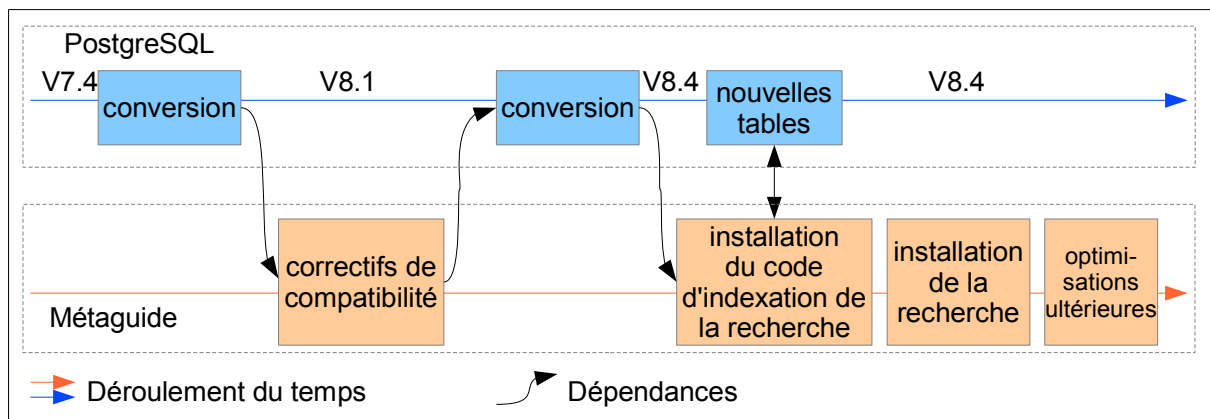 PostgreSQL
V7.4
V8.1
V8.4
V8.4
conversion
conversion
nouvelles
tables
correctifs de
compatibilité
installation
du code
d'indexation de
la recherche
installation
de la
recherche
optimi-
sations
ultérieures
Métaguide
Déroulement du temps
Dépendances